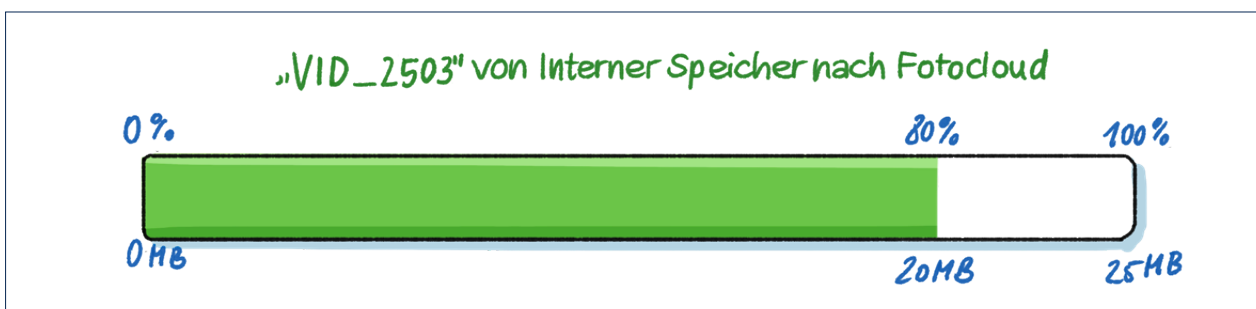 „VID_2503" von Interner Speicher nach Fotocloud
0% 80% 100%
0MB 20MB 25MB